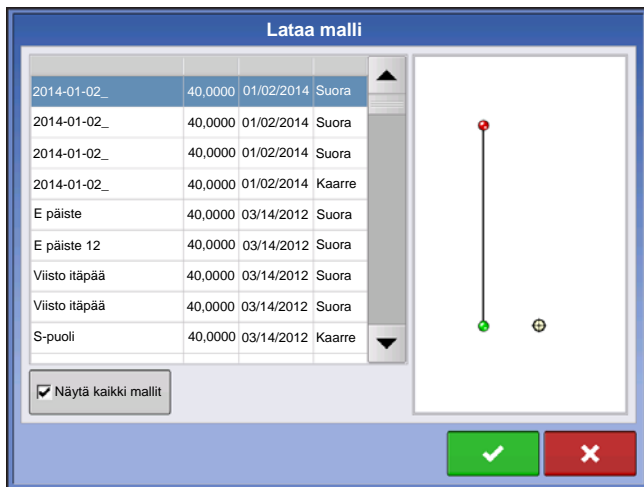 Lataa malli
2014-01-02_ 40,0000 01/02/2014 Suora
2014-01-02_ 40,0000 01/02/2014 Suora
2014-01-02_ 40,0000 01/02/2014 Suora
2014-01-02_ 40,0000 01/02/2014 Kaarre
E päiste 40,0000 03/14/2012 Suora
E päiste 12 40,0000 03/14/2012 Suora
Viisto itäpää 40,0000 03/14/2012 Suora
Viisto itäpää 40,0000 03/14/2012 Suora
S-puoli 40,0000 03/14/2012 Kaarre
Näytä kaikki mallit